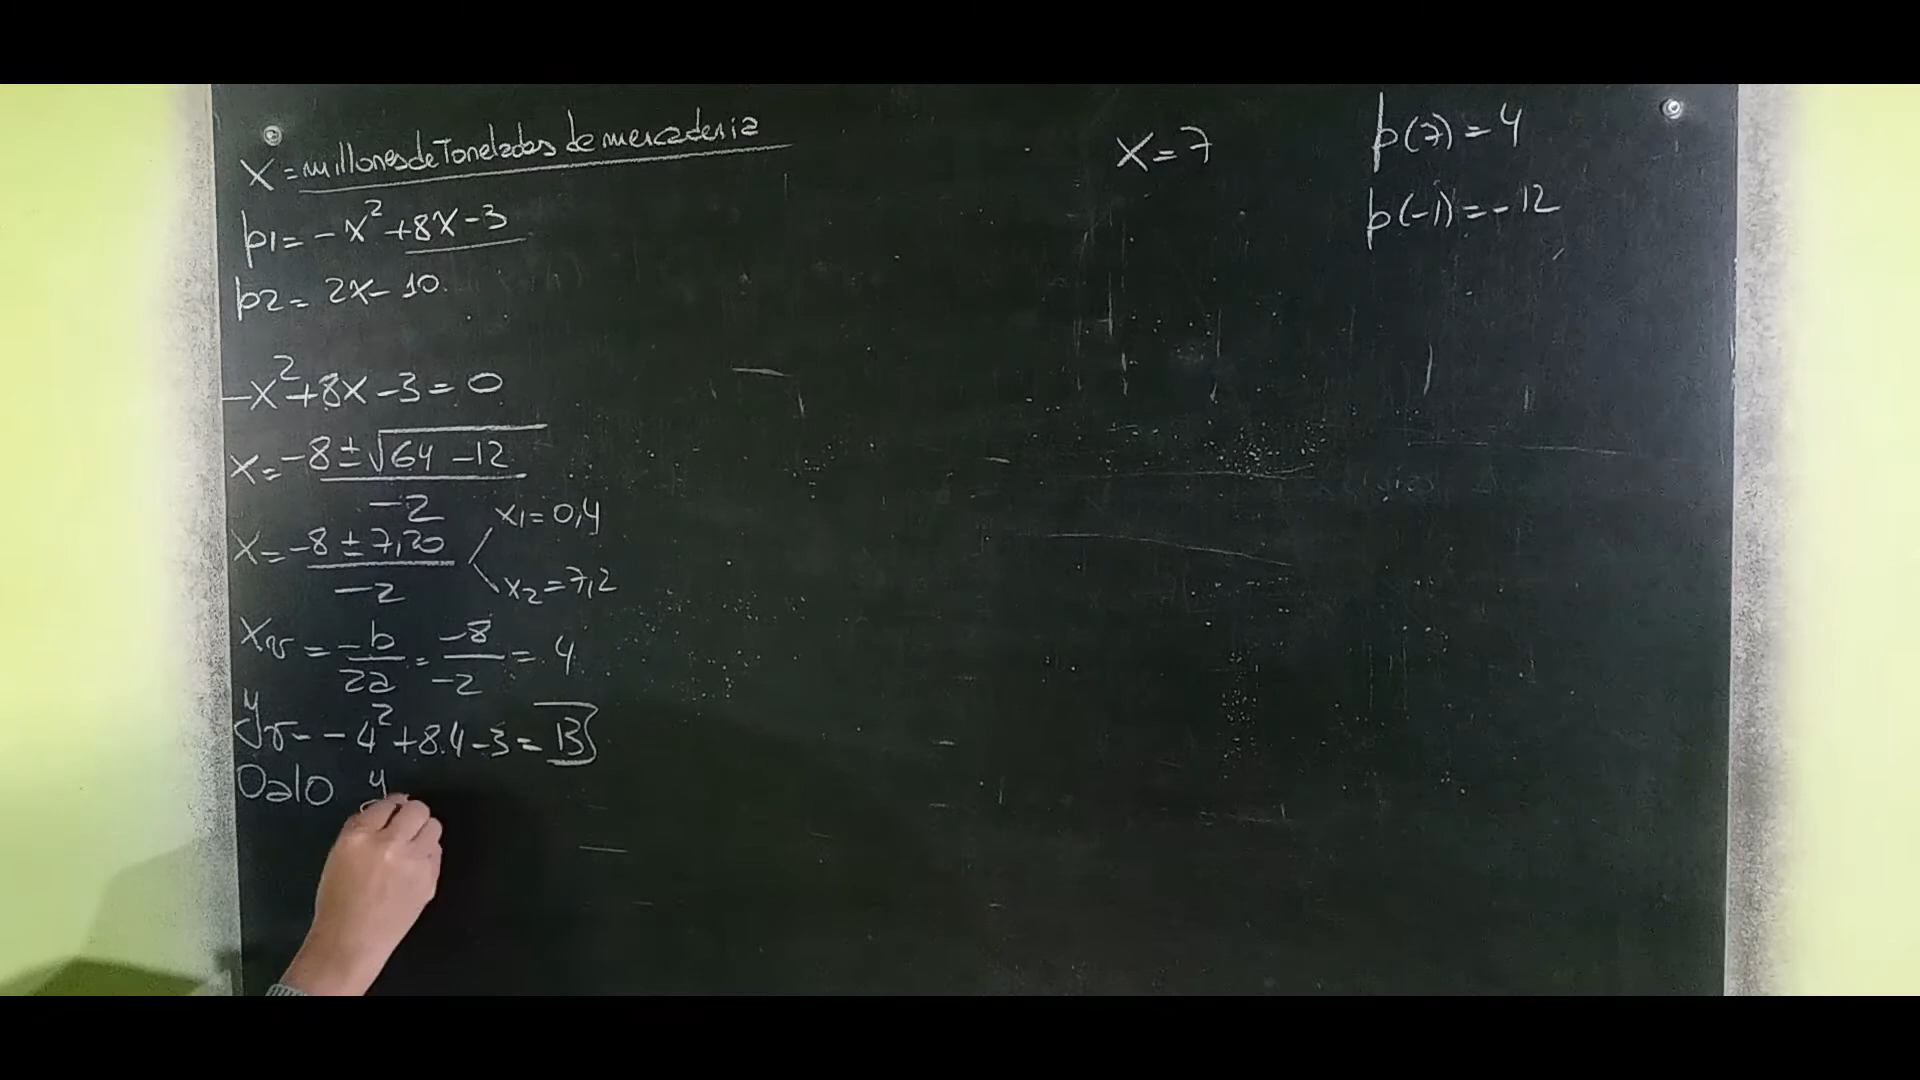 X = millones de Toneladas de mercaderia
p1 = -x²+8x-3
p2 = 2x-10
-x²+8x-3=0
x= -8±√64-12 / -2
x= -8±7,20 / -2
x1=0,4
x2=7,2
Xv = -b/2a = -8/-2 = 4
yv= -4²+8.4-3= 13
Oalo y
x=7
p(7)=4
p(-1)=-12